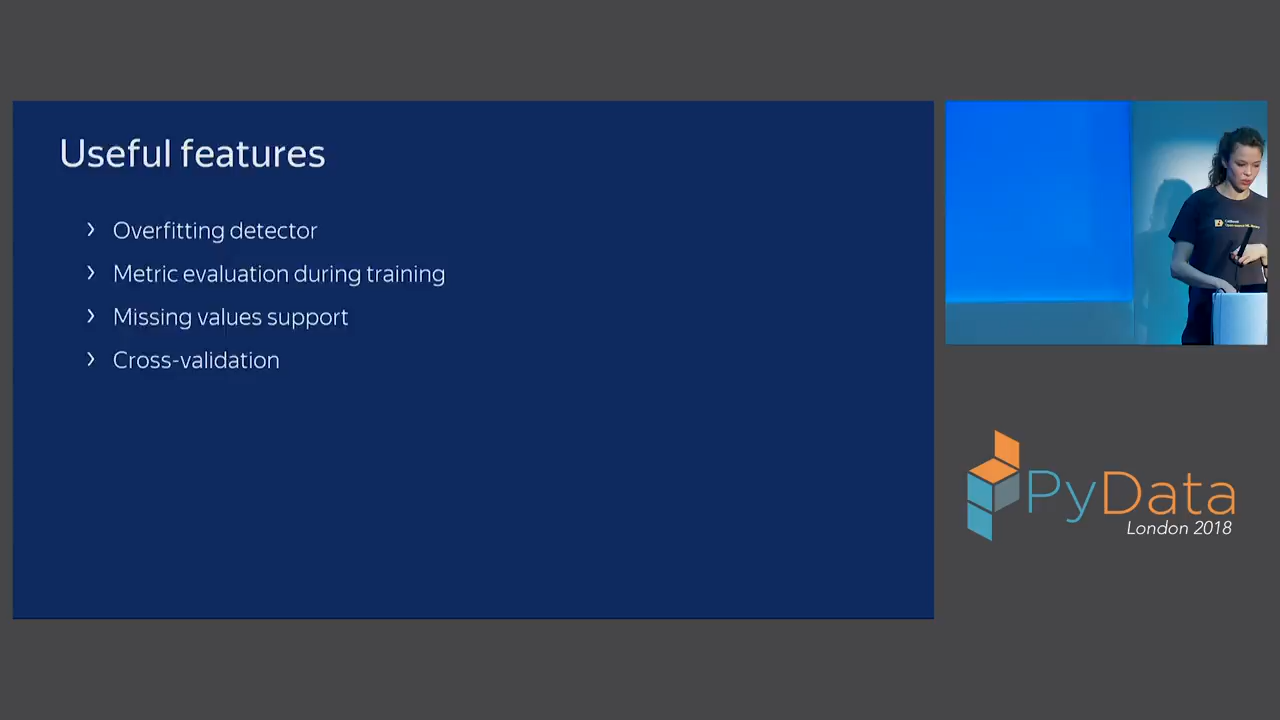 Useful features
› Overfitting detector
› Metric evaluation during training
› Missing values support
› Cross-validation
PyData
London 2018